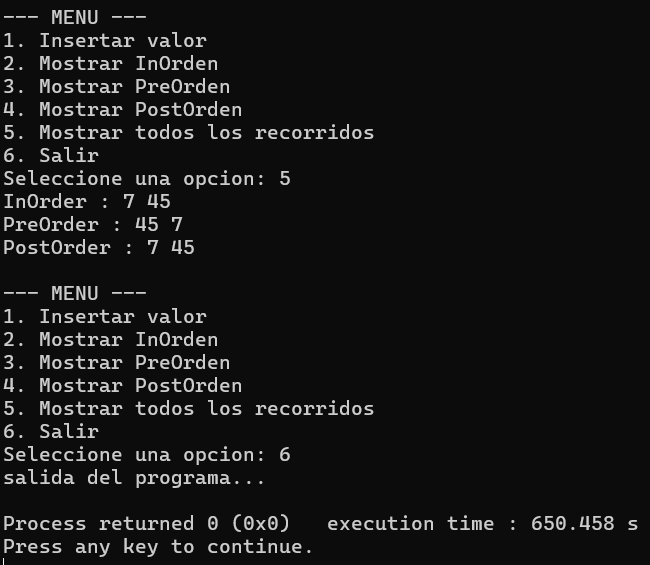 --- MENU ---
1. Insertar valor
2. Mostrar InOrden
3. Mostrar PreOrden
4. Mostrar PostOrden
5. Mostrar todos los recorridos
6. Salir
Seleccione una opcion: 5
InOrder : 7 45
PreOrder : 45 7
PostOrder : 7 45

--- MENU ---
1. Insertar valor
2. Mostrar InOrden
3. Mostrar PreOrden
4. Mostrar PostOrden
5. Mostrar todos los recorridos
6. Salir
Seleccione una opcion: 6
salida del programa...

Process returned 0 (0x0)   execution time : 650.458 s
Press any key to continue.